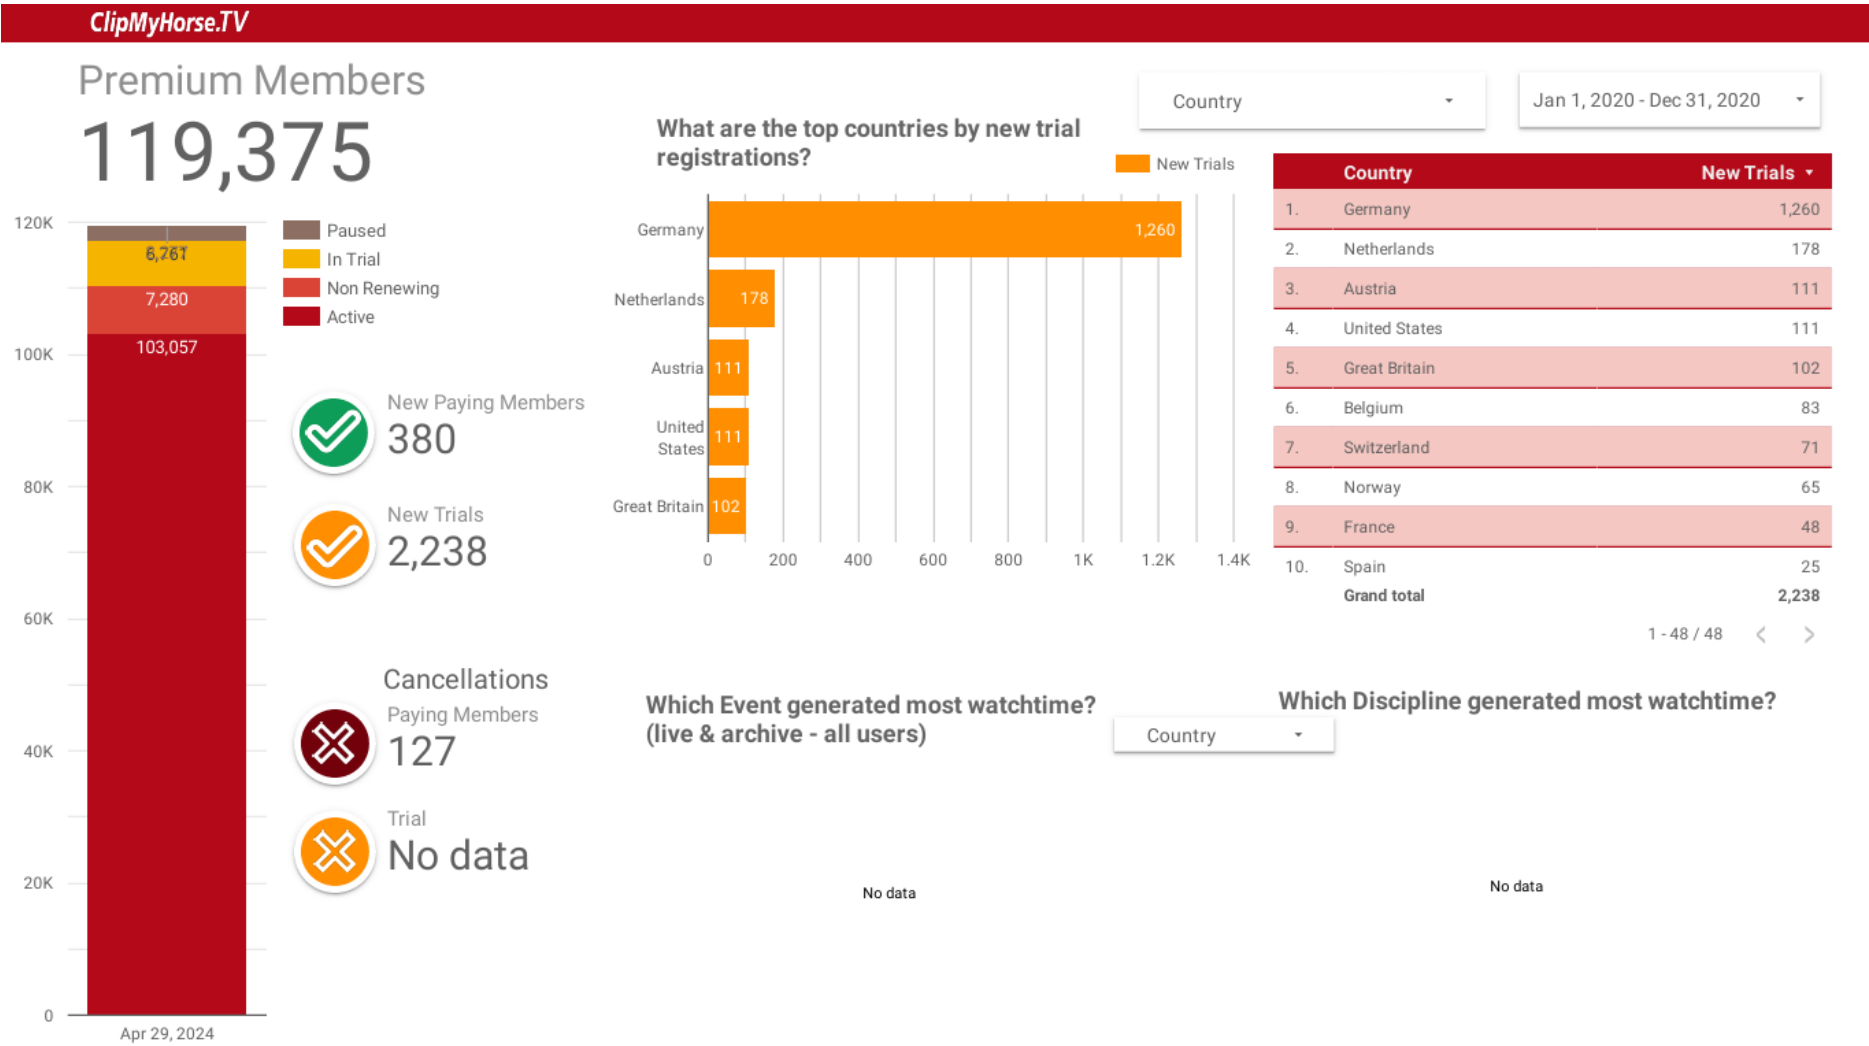 ClipMyHorse.TV
Premium Members
119,375
Country
Jan 1, 2020 - Dec 31, 2020
120K
100K
80K
60K
40K
20K
0
7,280
103,057
Apr 29, 2024
Paused
In Trial
Non Renewing
Active
New Paying Members
380
New Trials
2,238
Cancellations
Paying Members
127
Trial
No data
What are the top countries by new trial
registrations?
New Trials
Germany 1,260
Netherlands 178
Austria 111
United
States 111
Great Britain 102
0 200 400 600 800 1K 1.2K 1.4K
Country New Trials
1. Germany 1,260
2. Netherlands 178
3. Austria 111
4. United States 111
5. Great Britain 102
6. Belgium 83
7. Switzerland 71
8. Norway 65
9. France 48
10. Spain 25
Grand total 2,238
1 - 48 / 48
Which Event generated most watchtime?
(live & archive - all users)
Country
No data
Which Discipline generated most watchtime?
No data